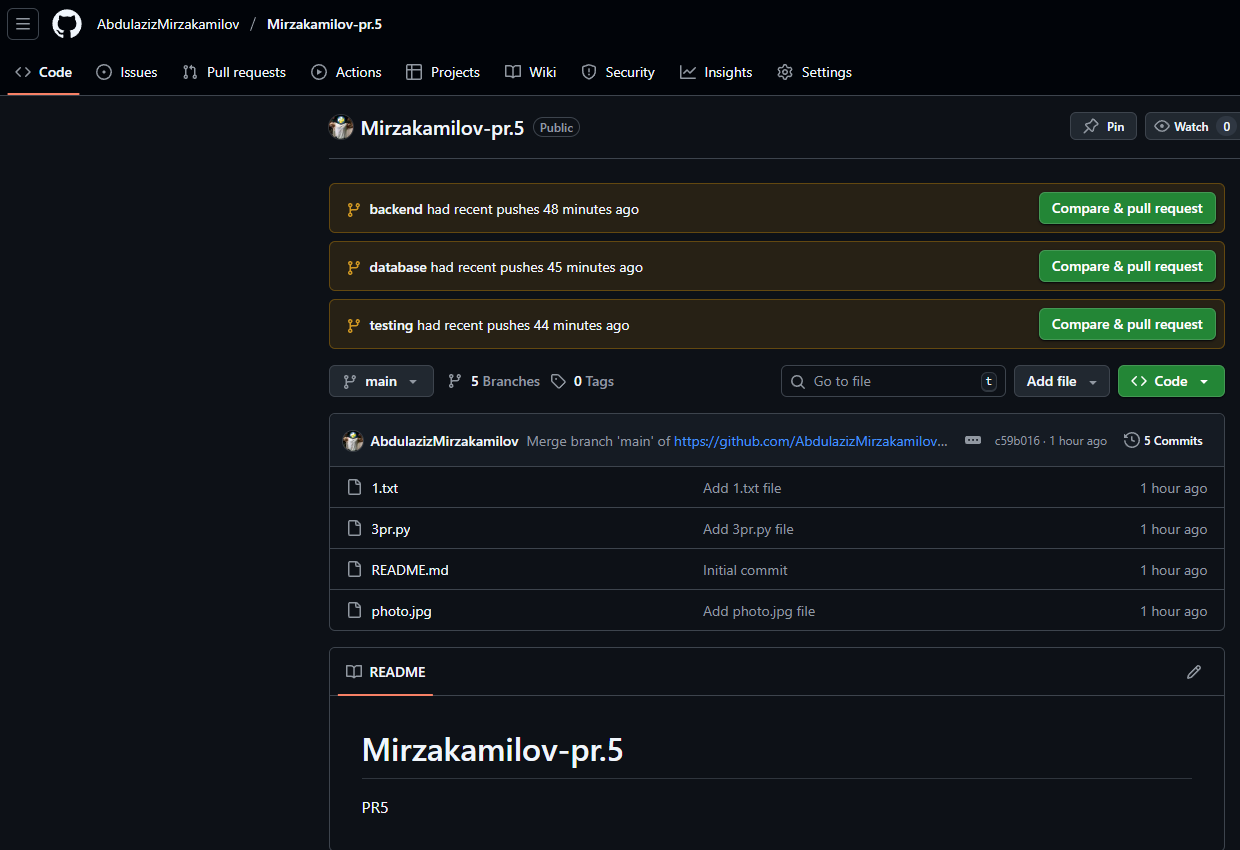 AbdulazizMirzakamilov / Mirzakamilov-pr.5
Code Issues Pull requests Actions Projects Wiki Security Insights Settings
Mirzakamilov-pr.5 Public Pin Watch 0
backend had recent pushes 48 minutes ago Compare & pull request
database had recent pushes 45 minutes ago Compare & pull request
testing had recent pushes 44 minutes ago Compare & pull request
main 5 Branches 0 Tags Go to file t Add file Code
AbdulazizMirzakamilov Merge branch 'main' of https://github.com/AbdulazizMirzakamilov... c59b016 · 1 hour ago 5 Commits
1.txt Add 1.txt file 1 hour ago
3pr.py Add 3pr.py file 1 hour ago
README.md Initial commit 1 hour ago
photo.jpg Add photo.jpg file 1 hour ago
README
Mirzakamilov-pr.5
PR5